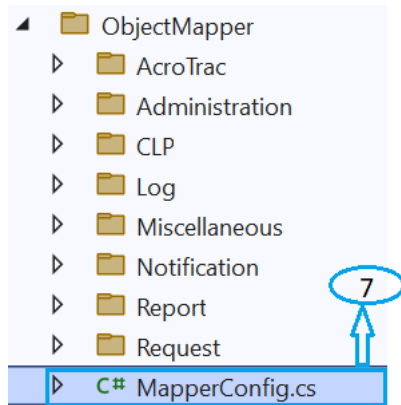 ObjectMapper
AcroTrac
Administration
CLP
Log
Miscellaneous
Notification
7
Report
Request
C# MapperConfig.cs